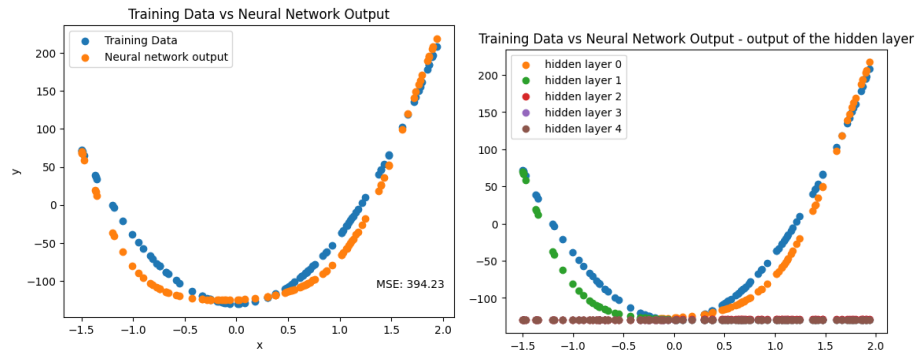 Training Data vs Neural Network Output
Training Data
Neural network output
200
150
100
50
0
−50
−100
y
MSE: 394.23
−1.5
−1.0
−0.5
0.0
0.5
1.0
1.5
2.0
x
Training Data vs Neural Network Output - output of the hidden layer
hidden layer 0
hidden layer 1
hidden layer 2
hidden layer 3
hidden layer 4
200
150
100
50
0
−50
−100
−1.5
−1.0
−0.5
0.0
0.5
1.0
1.5
2.0